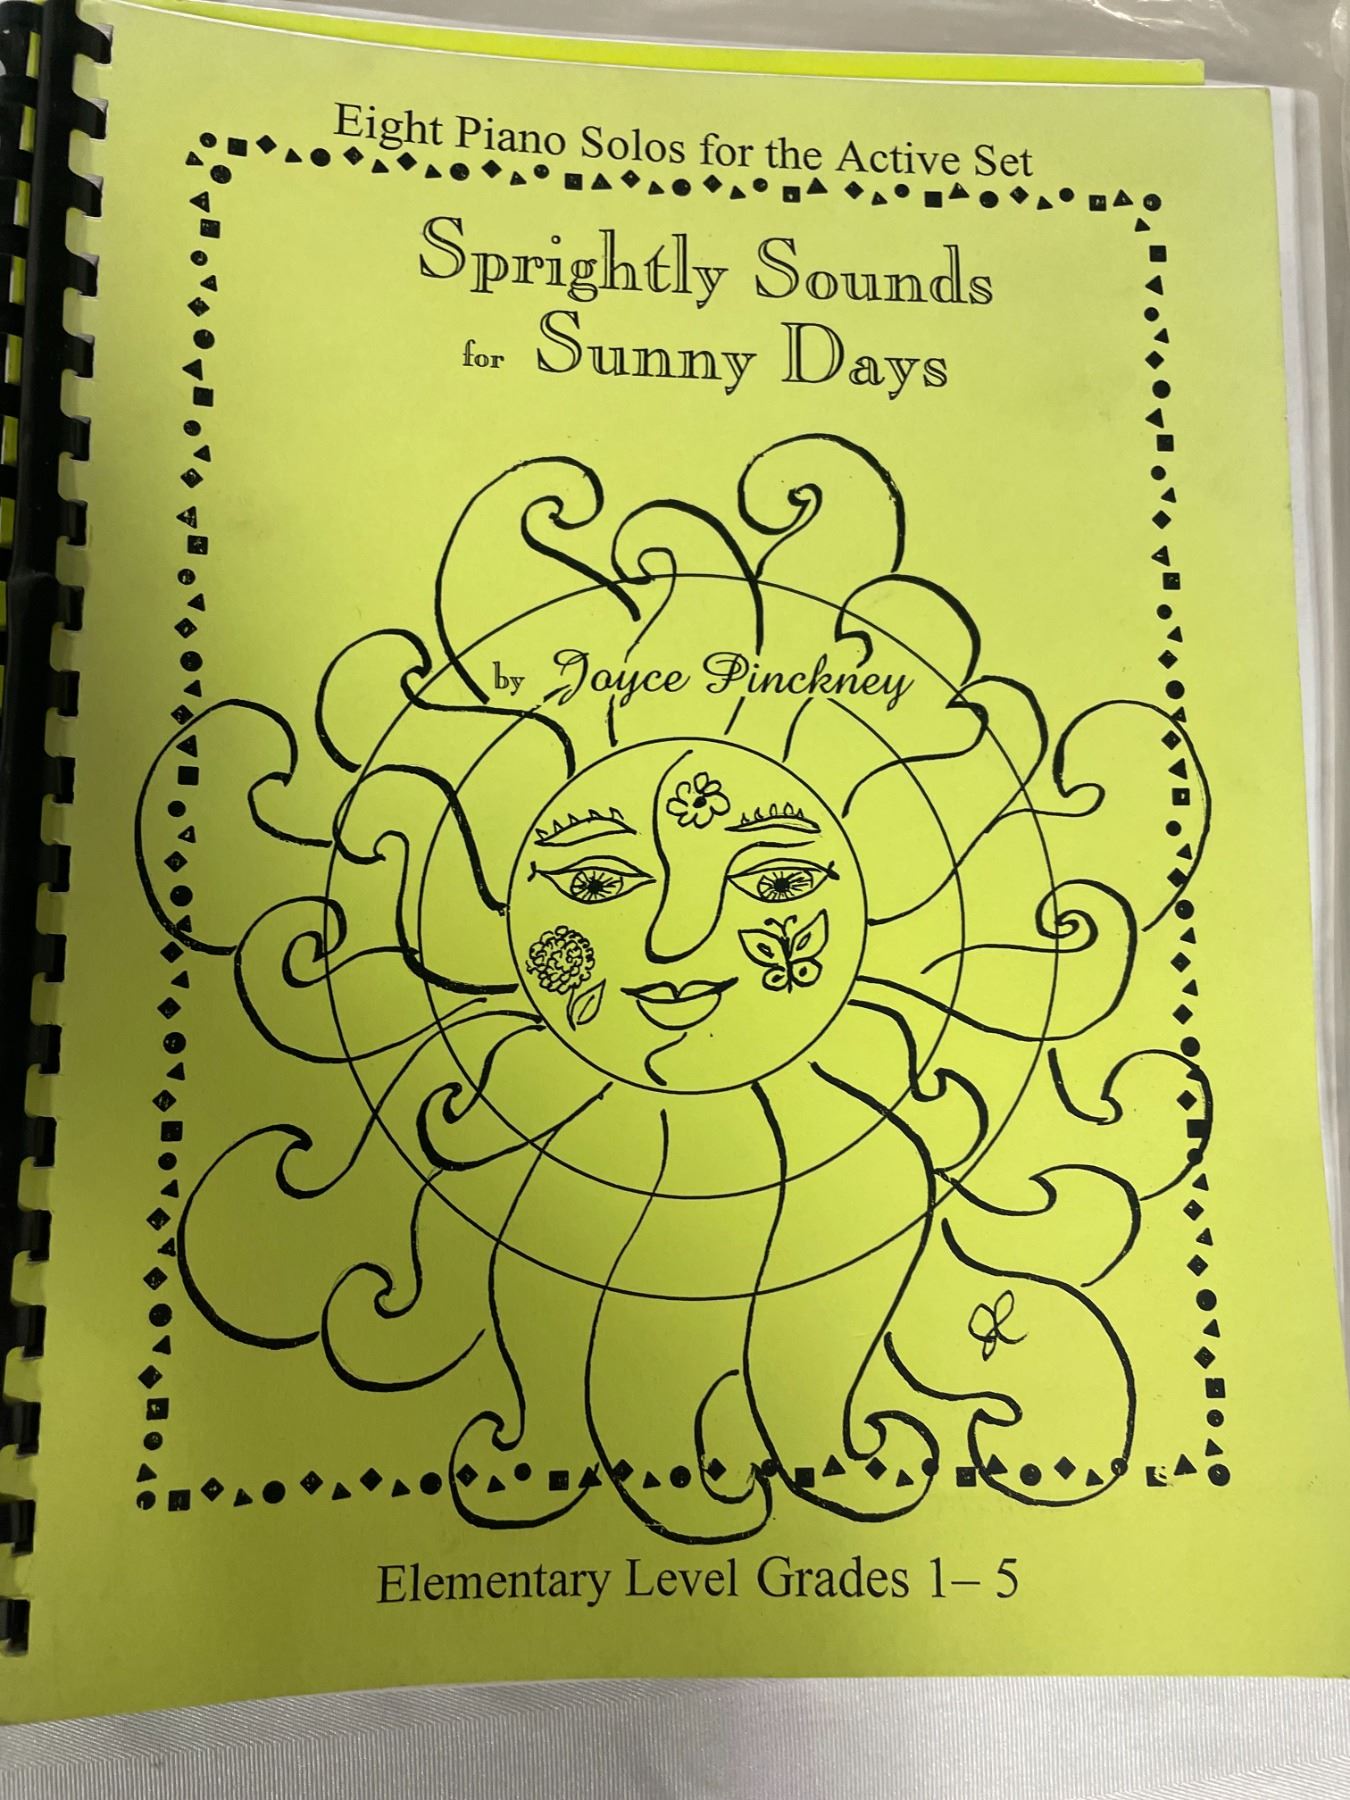 Eight Piano Solos for the Active Set
Sprightly Sounds
for Sunny Days
by Joyce Pinckney
Elementary Level Grades 1– 5